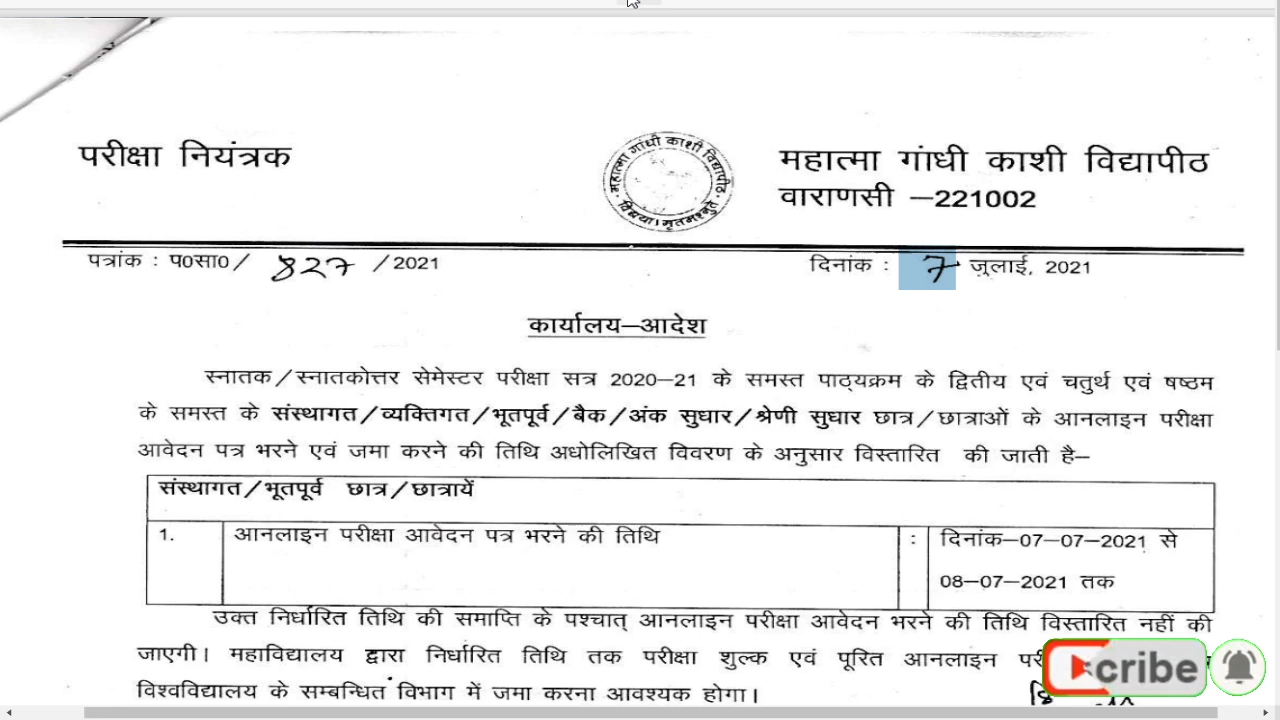 परीक्षा नियंत्रक
महात्मा गांधी काशी विद्यापीठ
महात्मा गांधी काशी विद्यापीठ
वाराणसी –221002
पत्रांक : प0सा0/ 827 /2021
दिनांक : 7 जुलाई, 2021
कार्यालय–आदेश
स्नातक/स्नातकोत्तर सेमेस्टर परीक्षा सत्र 2020–21 के समस्त पाठ्यक्रम के द्वितीय एवं चतुर्थ एवं षष्ठम
के समस्त के संस्थागत/व्यक्तिगत/भूतपूर्व/बैक/अंक सुधार/श्रेणी सुधार छात्र/छात्राओं के आनलाइन परीक्षा
आवेदन पत्र भरने एवं जमा करने की तिथि अधोलिखित विवरण के अनुसार विस्तारित की जाती है–
संस्थागत/भूतपूर्व छात्र/छात्रायें
1. आनलाइन परीक्षा आवेदन पत्र भरने की तिथि : दिनांक–07–07–2021 से
08–07–2021 तक
उक्त निर्धारित तिथि की समाप्ति के पश्चात् आनलाइन परीक्षा आवेदन भरने की तिथि विस्तारित नहीं की
जाएगी। महाविद्यालय द्वारा निर्धारित तिथि तक परीक्षा शुल्क एवं पूरित आनलाइन
विश्वविद्यालय के सम्बन्धित विभाग में जमा करना आवश्यक होगा।
cribe